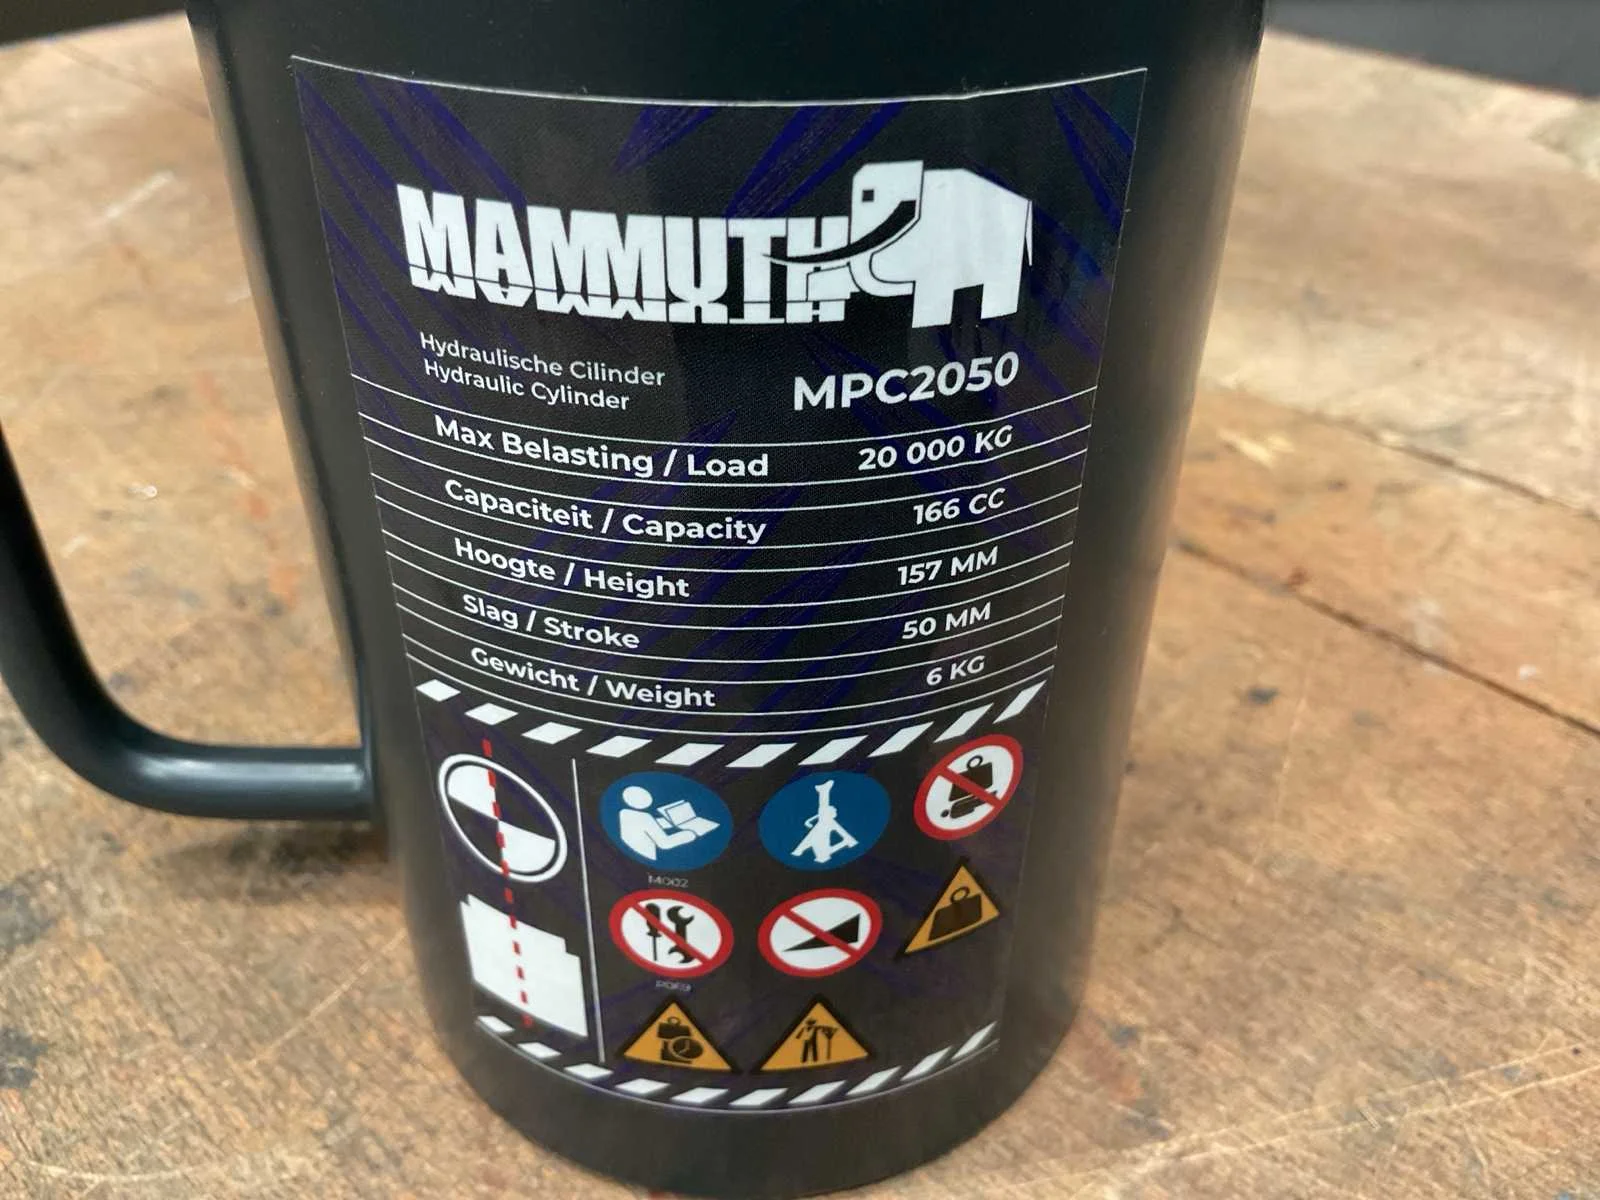 MAMMUTH
Hydraulische Cilinder
Hydraulic Cylinder
MPC2050
Max Belasting / Load 20 000 KG
Capaciteit / Capacity 166 CC
Hoogte / Height 157 MM
Slag / Stroke 50 MM
Gewicht / Weight 6 KG
M002